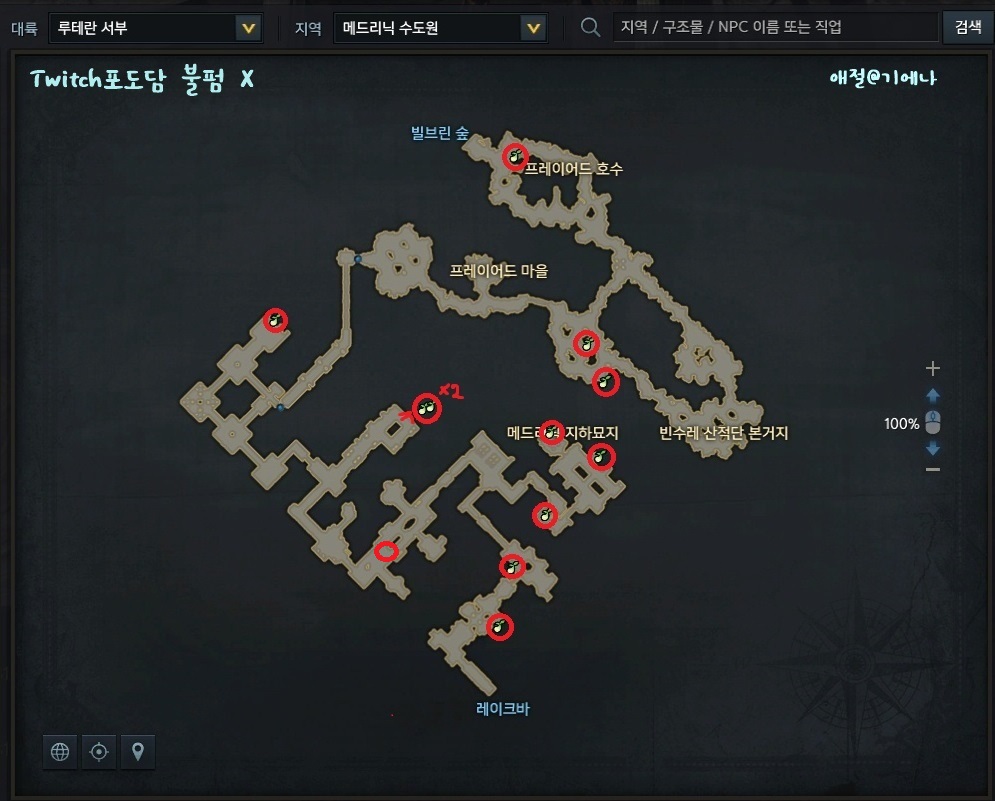 대륙 루테란 서부 지역 메드리닉 수도원 지역 / 구조물 / NPC 이름 또는 직업 검색
Twitch포도담 불펌 X 애절@기에나
빌브린 숲
프레이어드 호수
프레이어드 마을
×2
메드리 지하묘지 빈수레 산적단 본거지
100%
레이크바